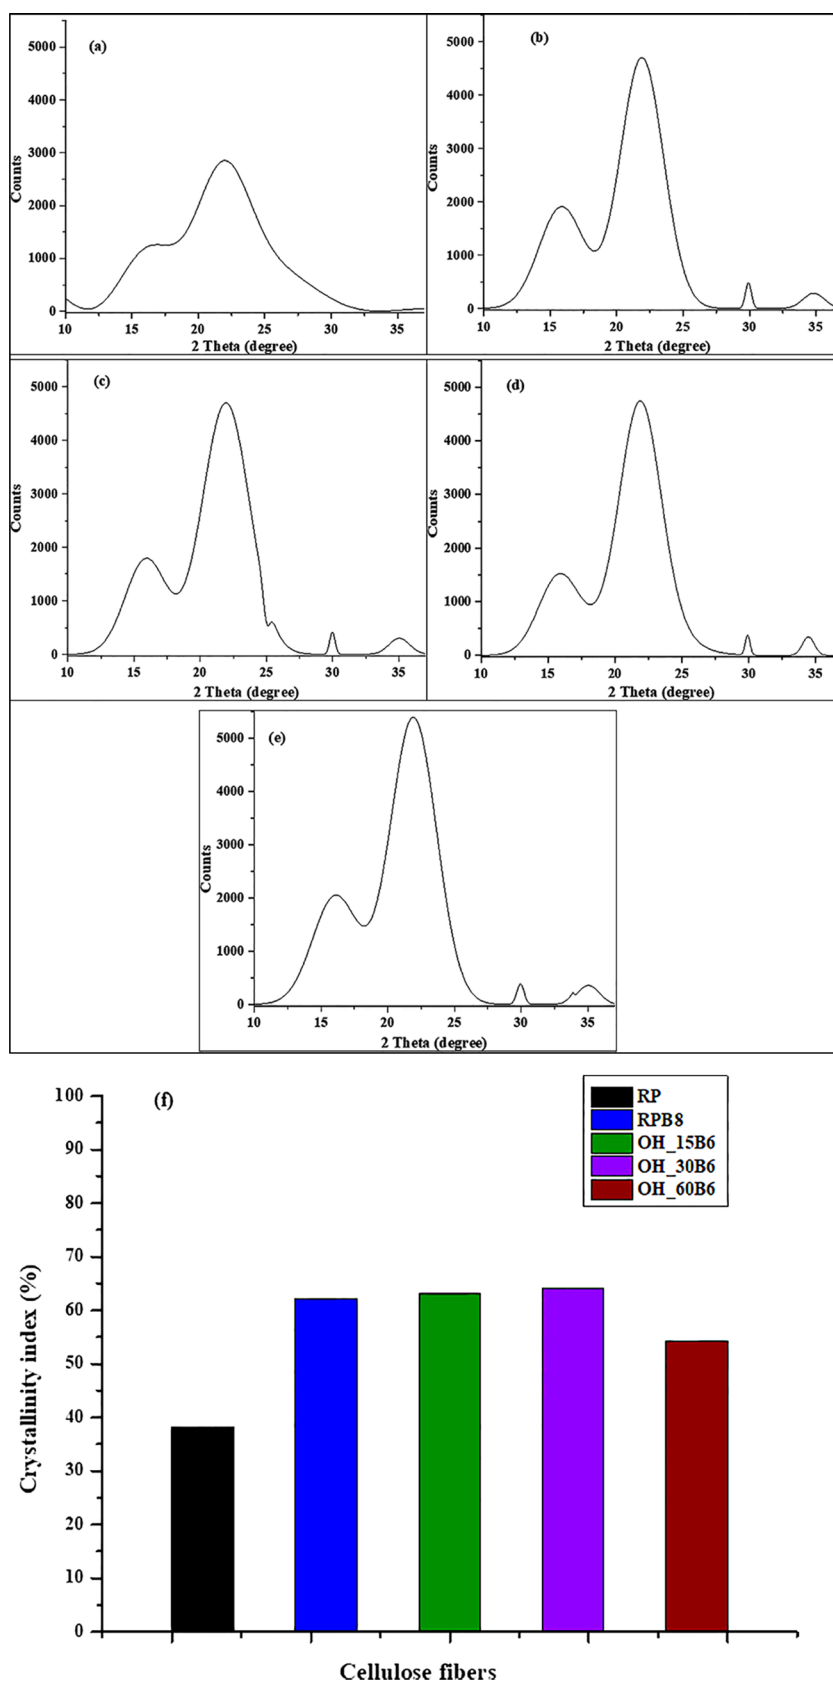 (a)
5000
4000
3000
2000
1000
0
Counts
10 15 20 25 30 35
2 Theta (degree)
(b)
5000
4000
3000
2000
1000
0
Counts
10 15 20 25 30 35
2 Theta (degree)
(c)
5000
4000
3000
2000
1000
0
Counts
10 15 20 25 30 35
2 Theta (degree)
(d)
5000
4000
3000
2000
1000
0
Counts
10 15 20 25 30 35
2 Theta (degree)
(e)
5000
4000
3000
2000
1000
0
Counts
10 15 20 25 30 35
2 Theta (degree)
(f)
RP
RPB8
OH_15B6
OH_30B6
OH_60B6
100
90
80
70
60
50
40
30
20
10
0
Crystallinity index (%)
Cellulose fibers